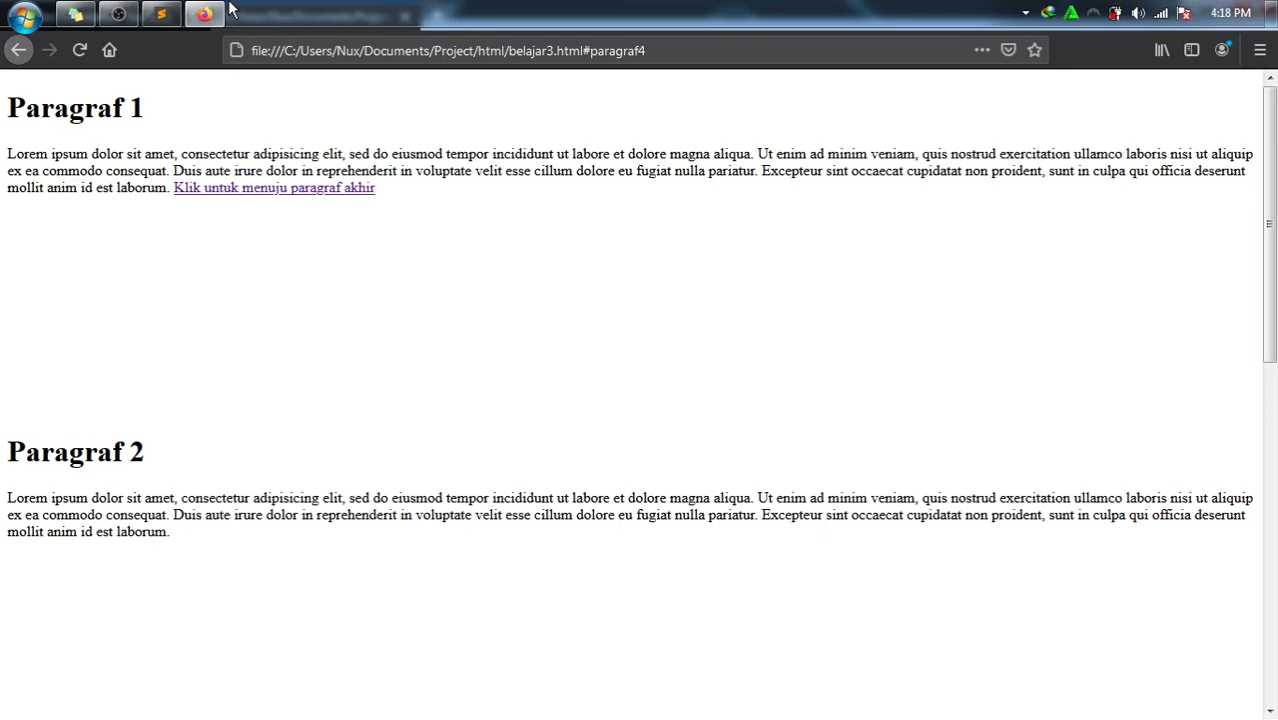 4:18 PM
file:///C:/Users/Nux/Documents/Project/html/belajar3.html#paragraf4
Paragraf 1
Lorem ipsum dolor sit amet, consectetur adipisicing elit, sed do eiusmod tempor incididunt ut labore et dolore magna aliqua. Ut enim ad minim veniam, quis nostrud exercitation ullamco laboris nisi ut aliquip
ex ea commodo consequat. Duis aute irure dolor in reprehenderit in voluptate velit esse cillum dolore eu fugiat nulla pariatur. Excepteur sint occaecat cupidatat non proident, sunt in culpa qui officia deserunt
mollit anim id est laborum. Klik untuk menuju paragraf akhir
Paragraf 2
Lorem ipsum dolor sit amet, consectetur adipisicing elit, sed do eiusmod tempor incididunt ut labore et dolore magna aliqua. Ut enim ad minim veniam, quis nostrud exercitation ullamco laboris nisi ut aliquip
ex ea commodo consequat. Duis aute irure dolor in reprehenderit in voluptate velit esse cillum dolore eu fugiat nulla pariatur. Excepteur sint occaecat cupidatat non proident, sunt in culpa qui officia deserunt
mollit anim id est laborum.